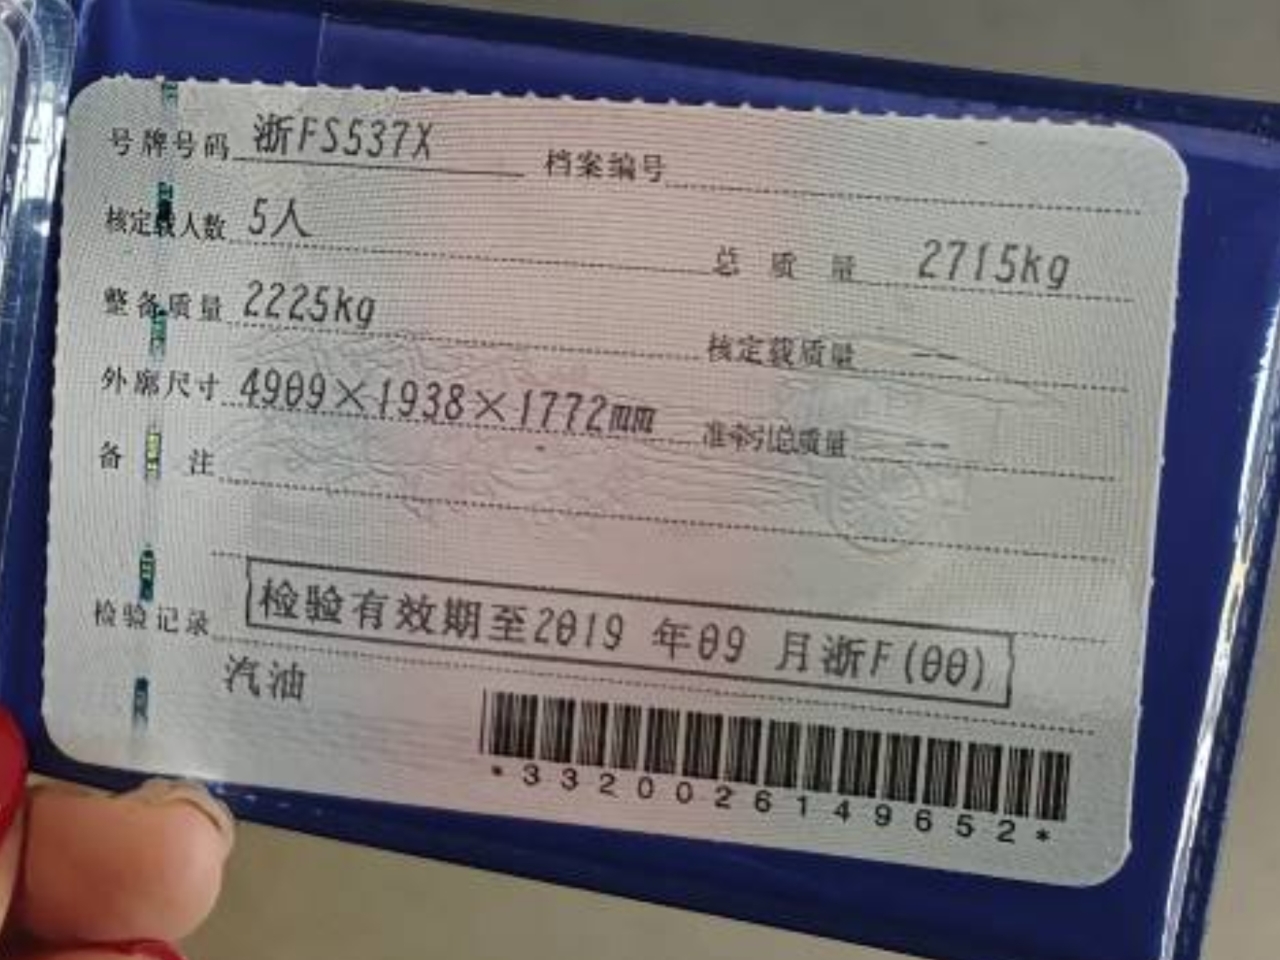 号牌号码 浙FS537X 档案编号
核定载人数 5人 总质量 2715kg
整备质量 2225kg 核定载质量 --
外廓尺寸 4909×1938×1772mm 准牵引总质量 --
备注
检验记录 检验有效期至2019 年09 月浙F(00)
汽油
*3320026149652*